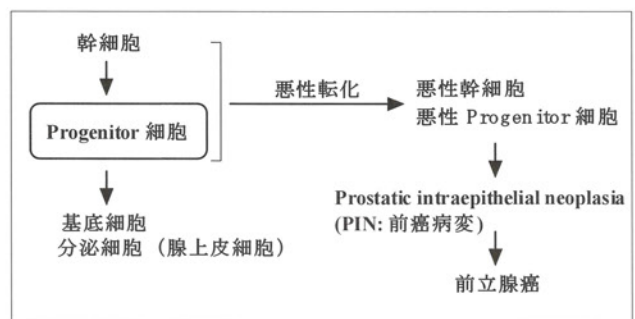 幹細胞
Progenitor 細胞
基底細胞
分泌細胞（腺上皮細胞）
悪性転化
悪性幹細胞
悪性 Progenitor 細胞
Prostatic intraepithelial neoplasia
(PIN: 前癌病変)
前立腺癌